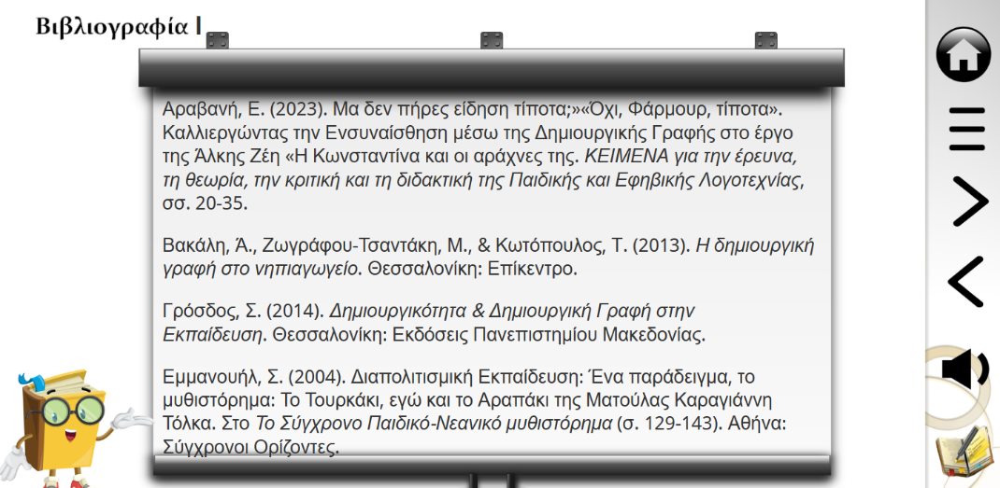 Βιβλιογραφία
Αραβανή, Ε. (2023). Μα δεν πήρες είδηση τίποτα;»«Όχι, Φάρμουρ, τίποτα».
Καλλιεργώντας την Ενσυναίσθηση μέσω της Δημιουργικής Γραφής στο έργο
της Άλκης Ζέη «Η Κωνσταντίνα και οι αράχνες της. ΚΕΙΜΕΝΑ για την έρευνα,
τη θεωρία, την κριτική και τη διδακτική της Παιδικής και Εφηβικής Λογοτεχνίας,
σσ. 20-35.
Βακάλη, Ά., Ζωγράφου-Τσαντάκη, Μ., & Κωτόπουλος, Τ. (2013). Η δημιουργική
γραφή στο νηπιαγωγείο. Θεσσαλονίκη: Επίκεντρο.
Γρόσδος, Σ. (2014). Δημιουργικότητα & Δημιουργική Γραφή στην
Εκπαίδευση. Θεσσαλονίκη: Εκδόσεις Πανεπιστημίου Μακεδονίας.
Εμμανουήλ, Σ. (2004). Διαπολιτισμική Εκπαίδευση: Ένα παράδειγμα, το
μυθιστόρημα: Το Τουρκάκι, εγώ και το Αραπάκι της Ματούλας Καραγιάννη
Τόλκα. Στο Το Σύγχρονο Παιδικό-Νεανικό μυθιστόρημα (σ. 129-143). Αθήνα:
Σύγχρονοι Ορίζοντες.